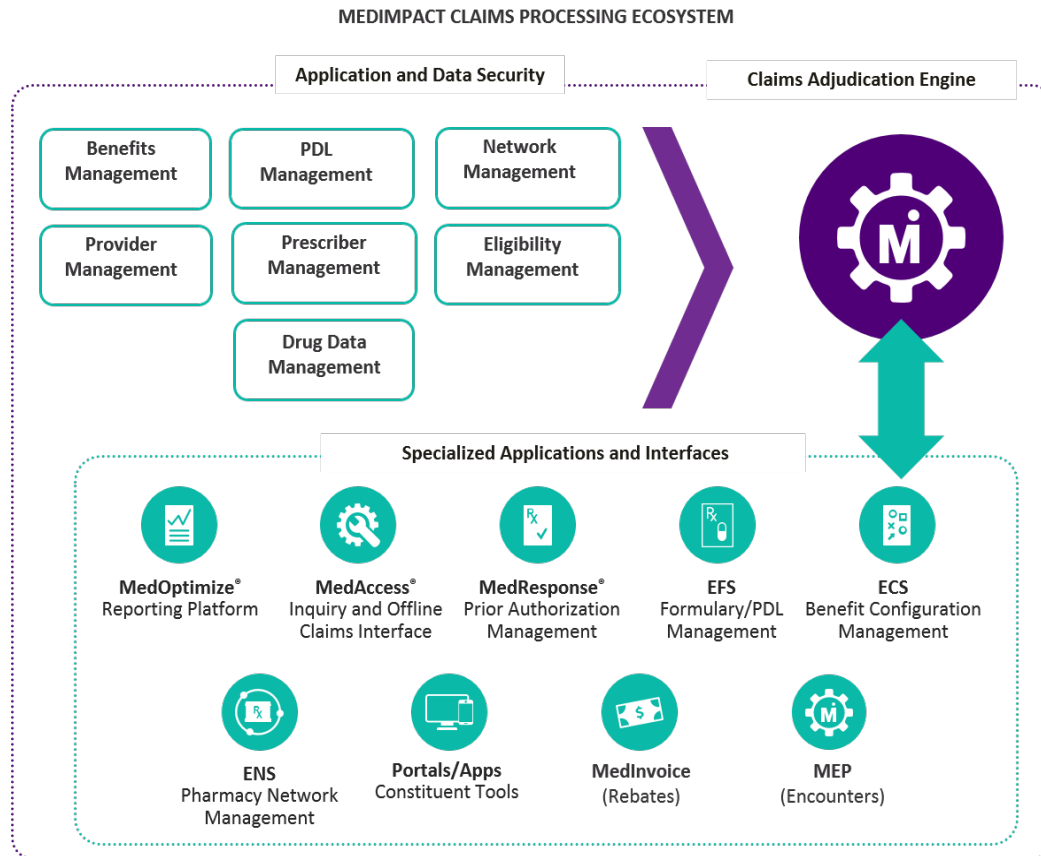 MEDIMPACT CLAIMS PROCESSING ECOSYSTEM
Application and Data Security
Claims Adjudication Engine
Benefits
Management
PDL
Management
Network
Management
Provider
Management
Prescriber
Management
Eligibility
Management
Drug Data
Management
M
Specialized Applications and Interfaces
MedOptimize®
Reporting Platform
MedAccess®
Inquiry and Offline
Claims Interface
Rx
MedResponse®
Prior Authorization
Management
Rx
EFS
Formulary/PDL
Management
ECS
Benefit Configuration
Management
Rx
ENS
Pharmacy Network
Management
Portals/Apps
Constituent Tools
$
MedInvoice
(Rebates)
M
MEP
(Encounters)